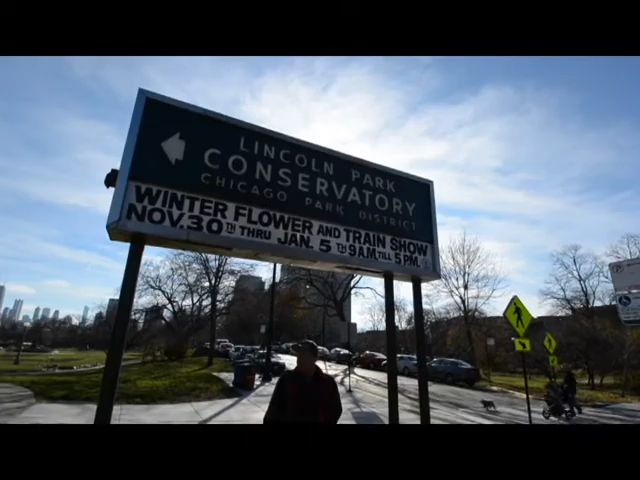 LINCOLN PARK
CONSERVATORY
CHICAGO PARK DISTRICT
WINTER FLOWER AND TRAIN SHOW
NOV.30TH THRU JAN. 5TH 9AM.TILL 5PM.